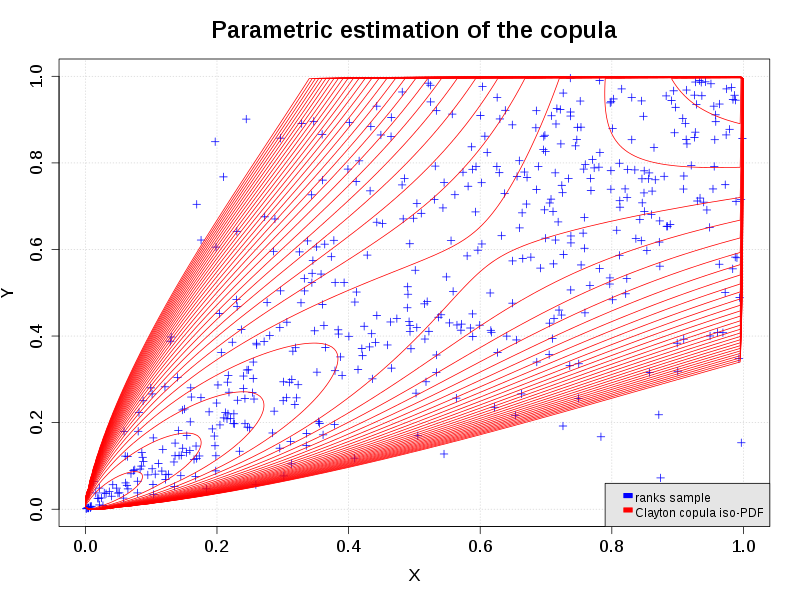 Parametric estimation of the copula
Y
1.0
0.8
0.6
0.4
0.2
0.0
0.0 0.2 0.4 0.6 0.8 1.0
X
ranks sample
Clayton copula iso-PDF